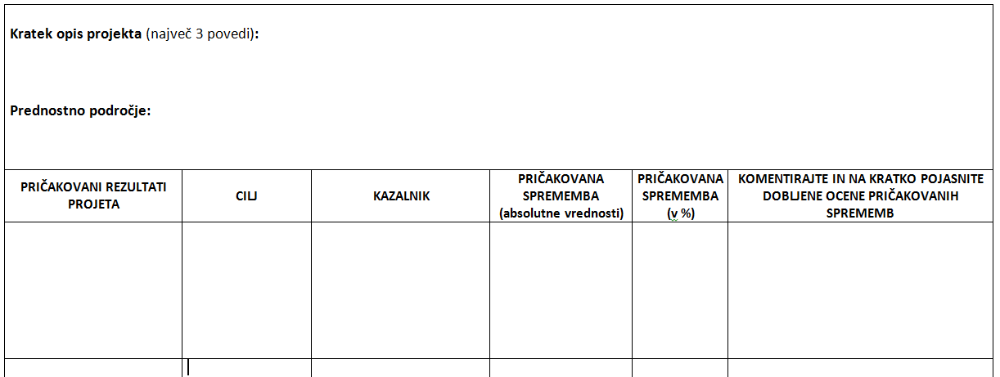 Kratek opis projekta (največ 3 povedi):
Prednostno področje:
PRIČAKOVANI REZULTATI
PROJETA
CILJ
KAZALNIK
PRIČAKOVANA
SPREMEMBA
(absolutne vrednosti)
PRIČAKOVANA
SPREMEMBA
(v %)
KOMENTIRAJTE IN NA KRATKO POJASNITE
DOBLJENE OCENE PRIČAKOVANIH
SPREMEMB